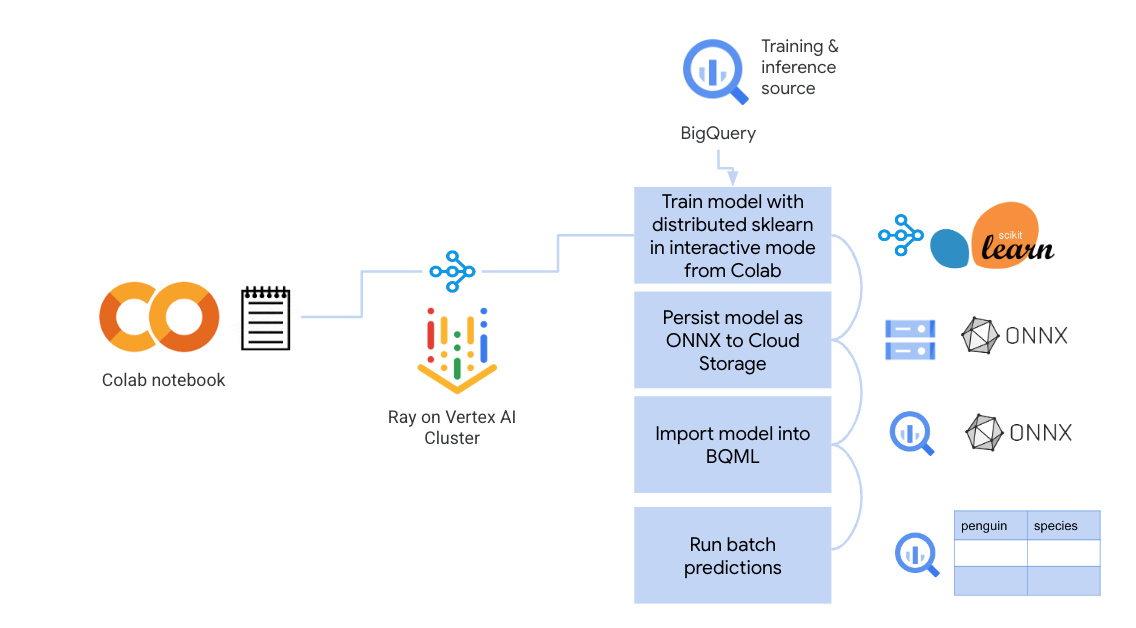 Training &
inference
source
BigQuery
Train model with
distributed sklearn
in interactive mode
from Colab
scikit
learn
Persist model as
ONNX to Cloud
Storage
ONNX
Colab notebook
Ray on Vertex AI
Cluster
Import model into
BQML
ONNX
Run batch
predictions
penguin species